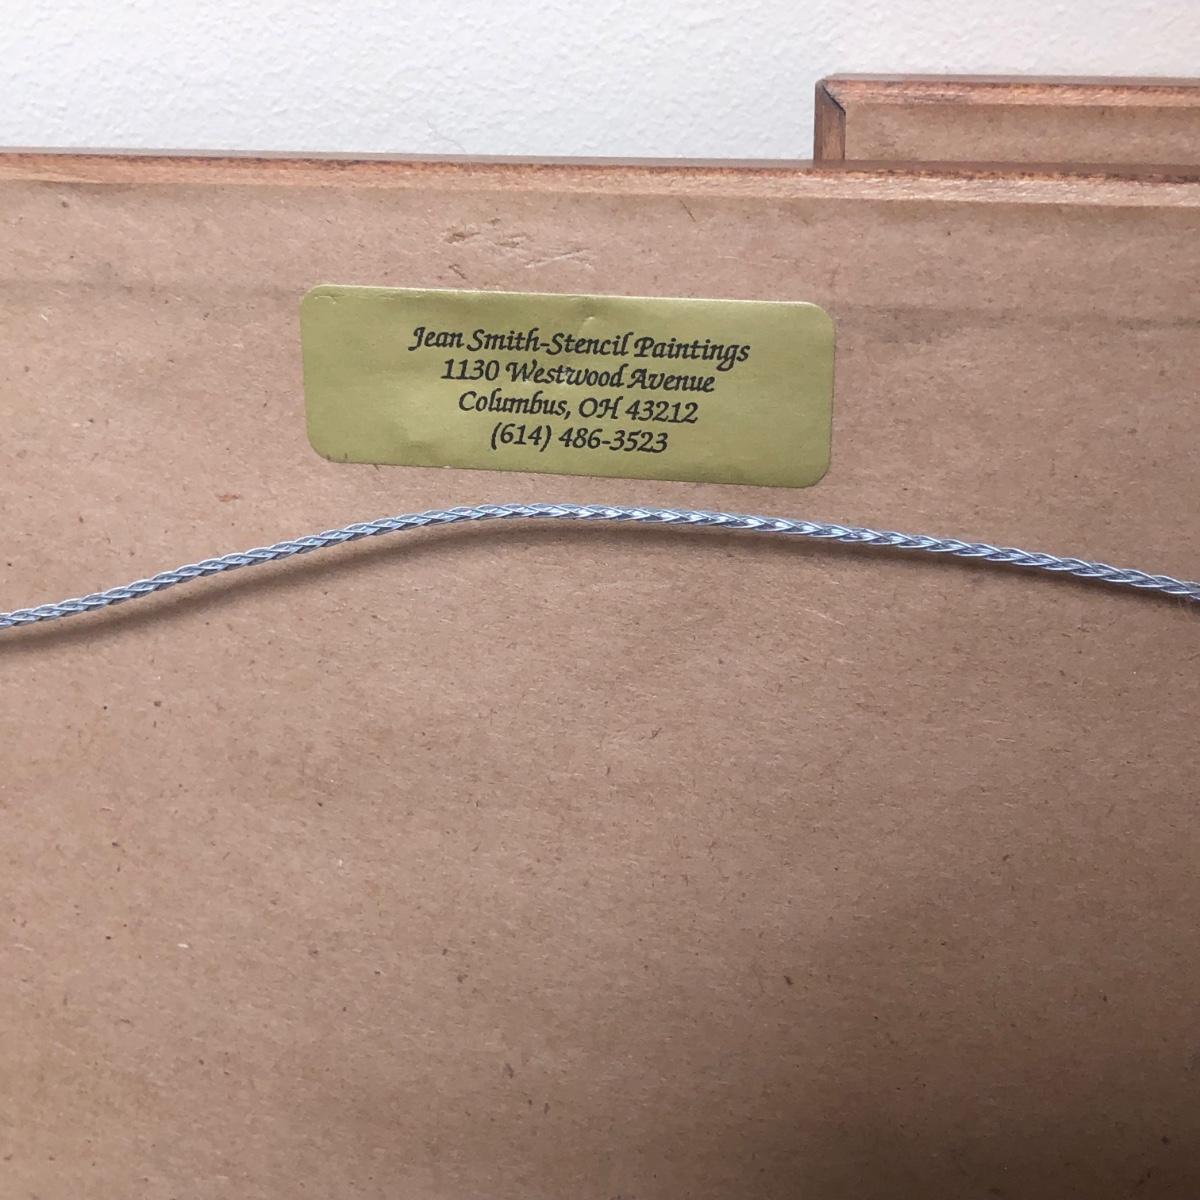 Jean Smith-Stencil Paintings
1130 Westwood Avenue
Columbus, OH 43212
(614) 486-3523